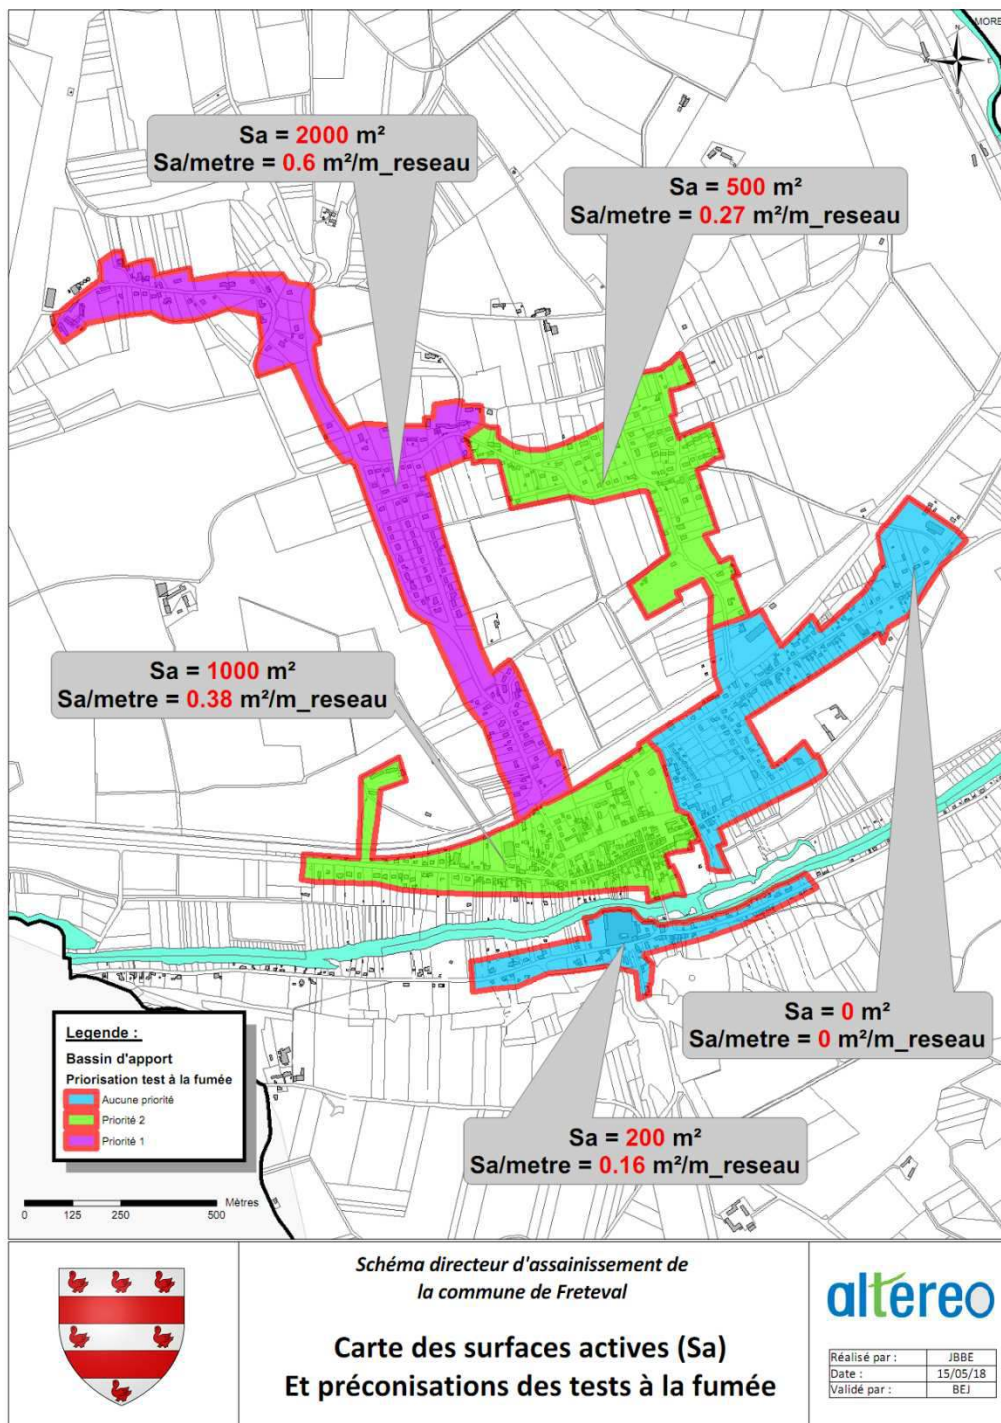 MORE
N
E
S
Sa = 2000 m²
Sa/metre = 0.6 m²/m_reseau
Sa = 500 m²
Sa/metre = 0.27 m²/m_reseau
Sa = 1000 m²
Sa/metre = 0.38 m²/m_reseau
Sa = 0 m²
Sa/metre = 0 m²/m_reseau
Sa = 200 m²
Sa/metre = 0.16 m²/m_reseau
Legende :
Bassin d'apport
Priorisation test à la fumée
Aucune priorité
Priorité 2
Priorité 1
Mètres
0 125 250 500
Schéma directeur d'assainissement de
la commune de Freteval
Carte des surfaces actives (Sa)
Et préconisations des tests à la fumée
altereo
Réalisé par : JBBE
Date : 15/05/18
Validé par : BEJ